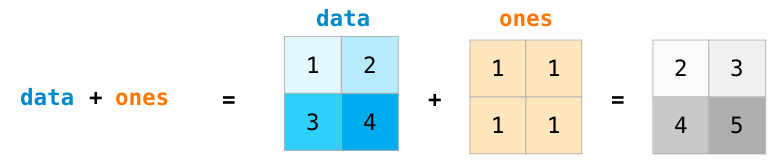 data ones
1 2 1 1 2 3
data + ones = + =
3 4 1 1 4 5